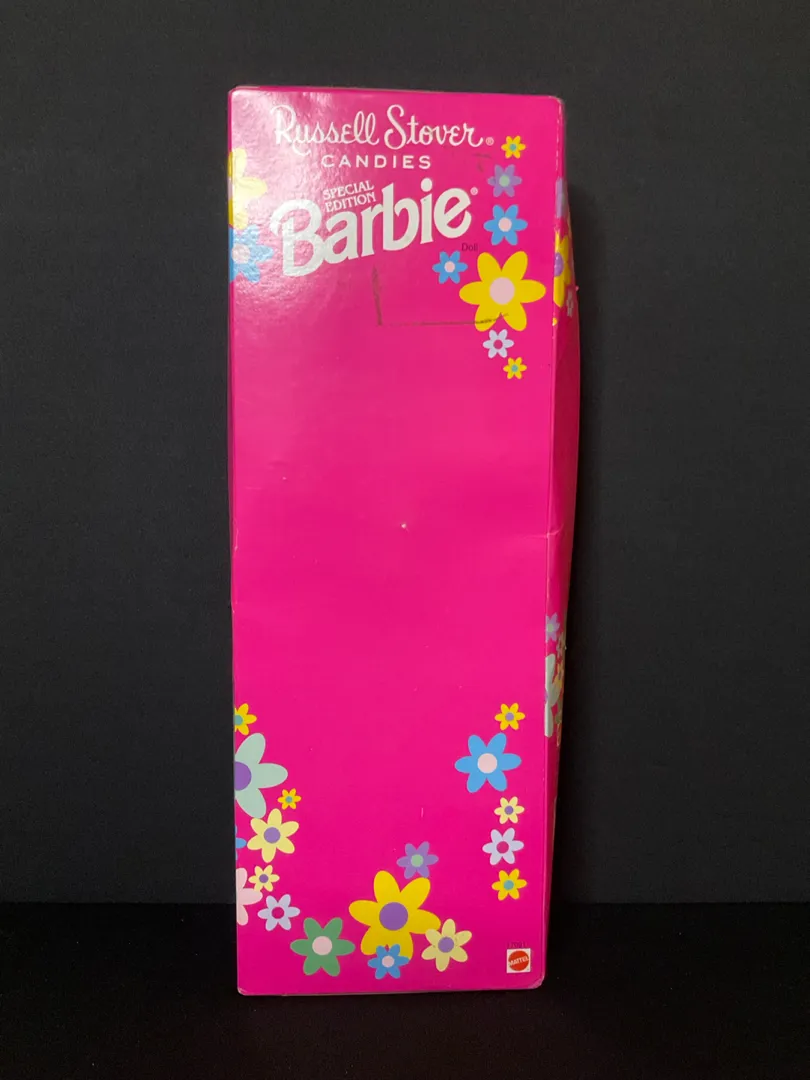 Russell Stover®
CANDIES
SPECIAL
EDITION
Barbie®
Doll
MATTEL